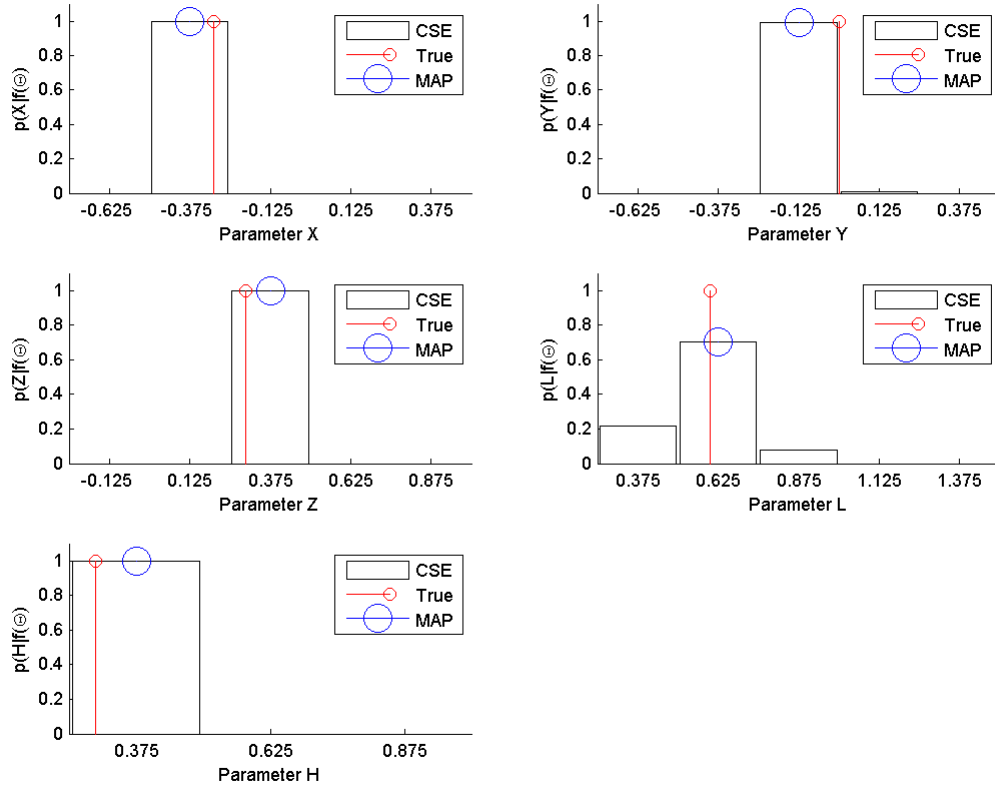 p(X|f(Θ)
1
0.8
0.6
0.4
0.2
0
-0.625 -0.375 -0.125 0.125 0.375
Parameter X
CSE
True
MAP
p(Y|f(Θ)
1
0.8
0.6
0.4
0.2
0
-0.625 -0.375 -0.125 0.125 0.375
Parameter Y
CSE
True
MAP
p(Z|f(Θ)
1
0.8
0.6
0.4
0.2
0
-0.125 0.125 0.375 0.625 0.875
Parameter Z
CSE
True
MAP
p(L|f(Θ)
1
0.8
0.6
0.4
0.2
0
0.375 0.625 0.875 1.125 1.375
Parameter L
CSE
True
MAP
p(H|f(Θ)
1
0.8
0.6
0.4
0.2
0
0.375 0.625 0.875
Parameter H
CSE
True
MAP